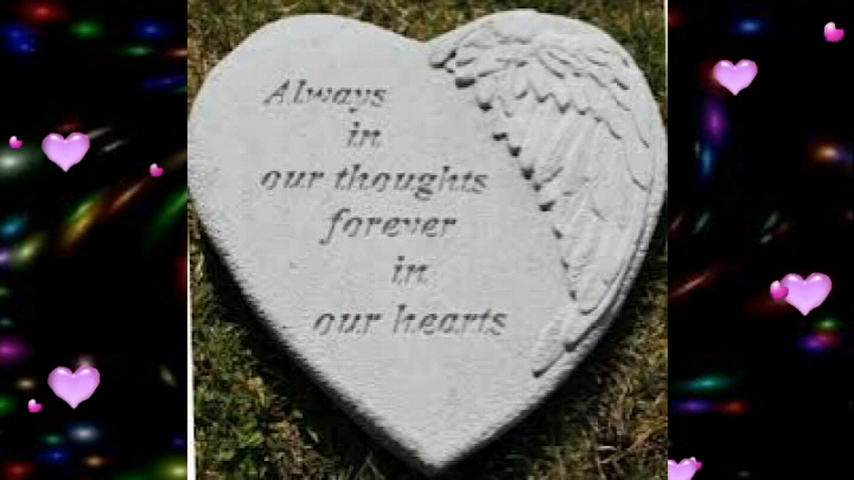 Always
in
our thoughts
forever
in
our hearts